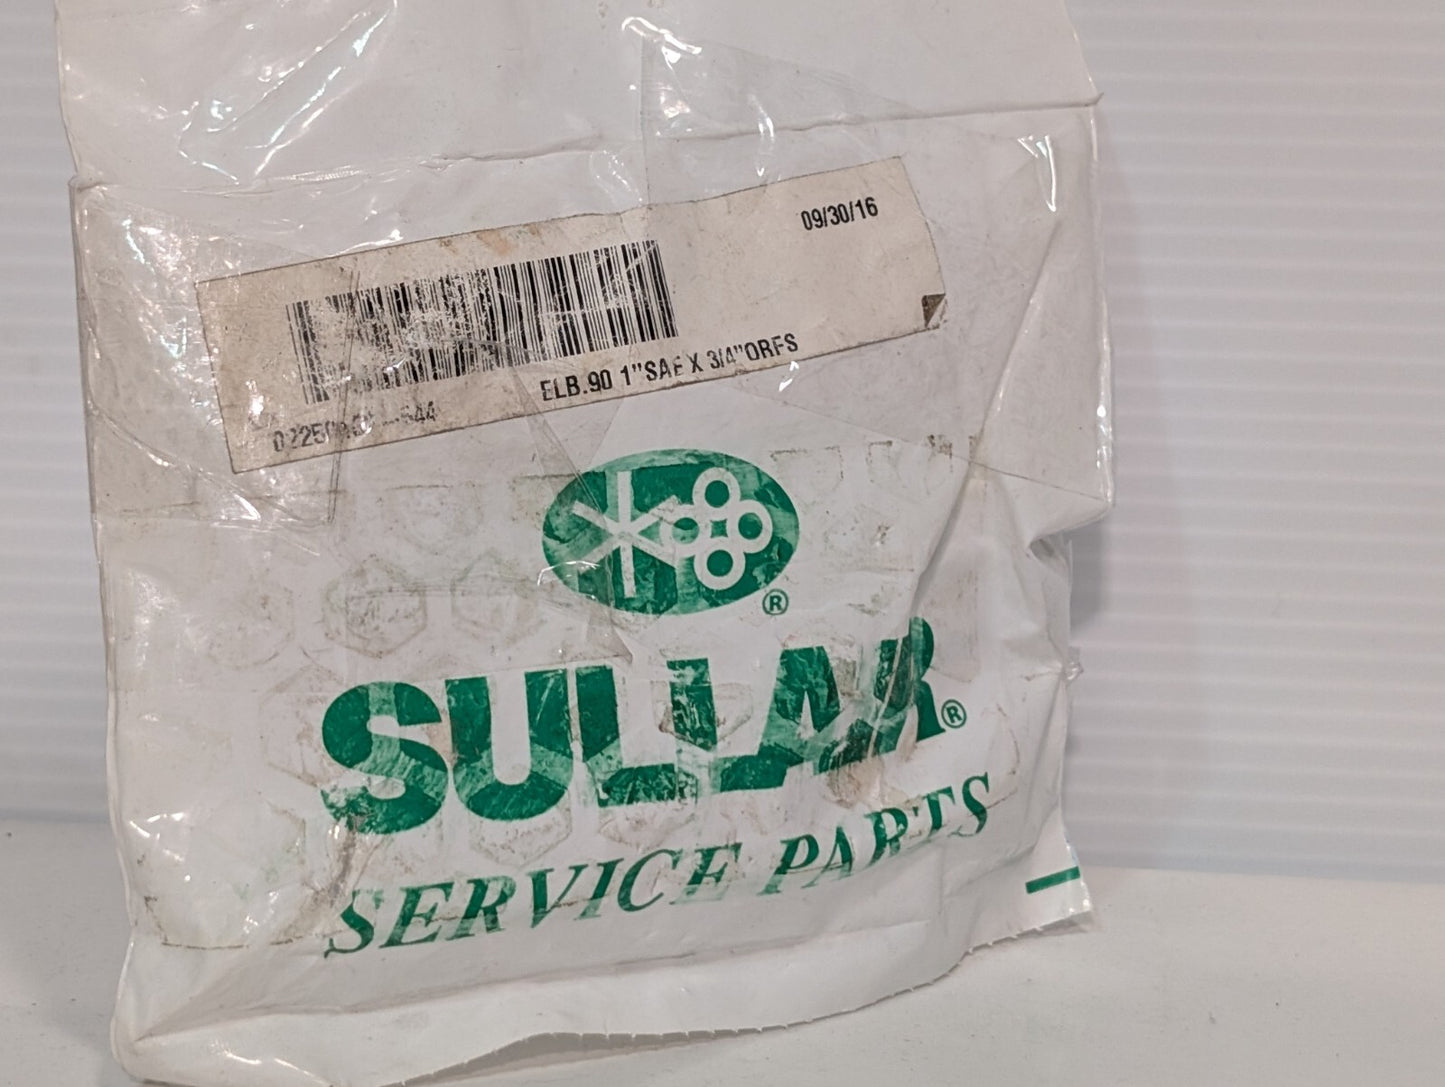 09/30/16
ELB.90 1"SAE X 3/4"ORFS
®
SULLAIR®
SERVICE PARTS